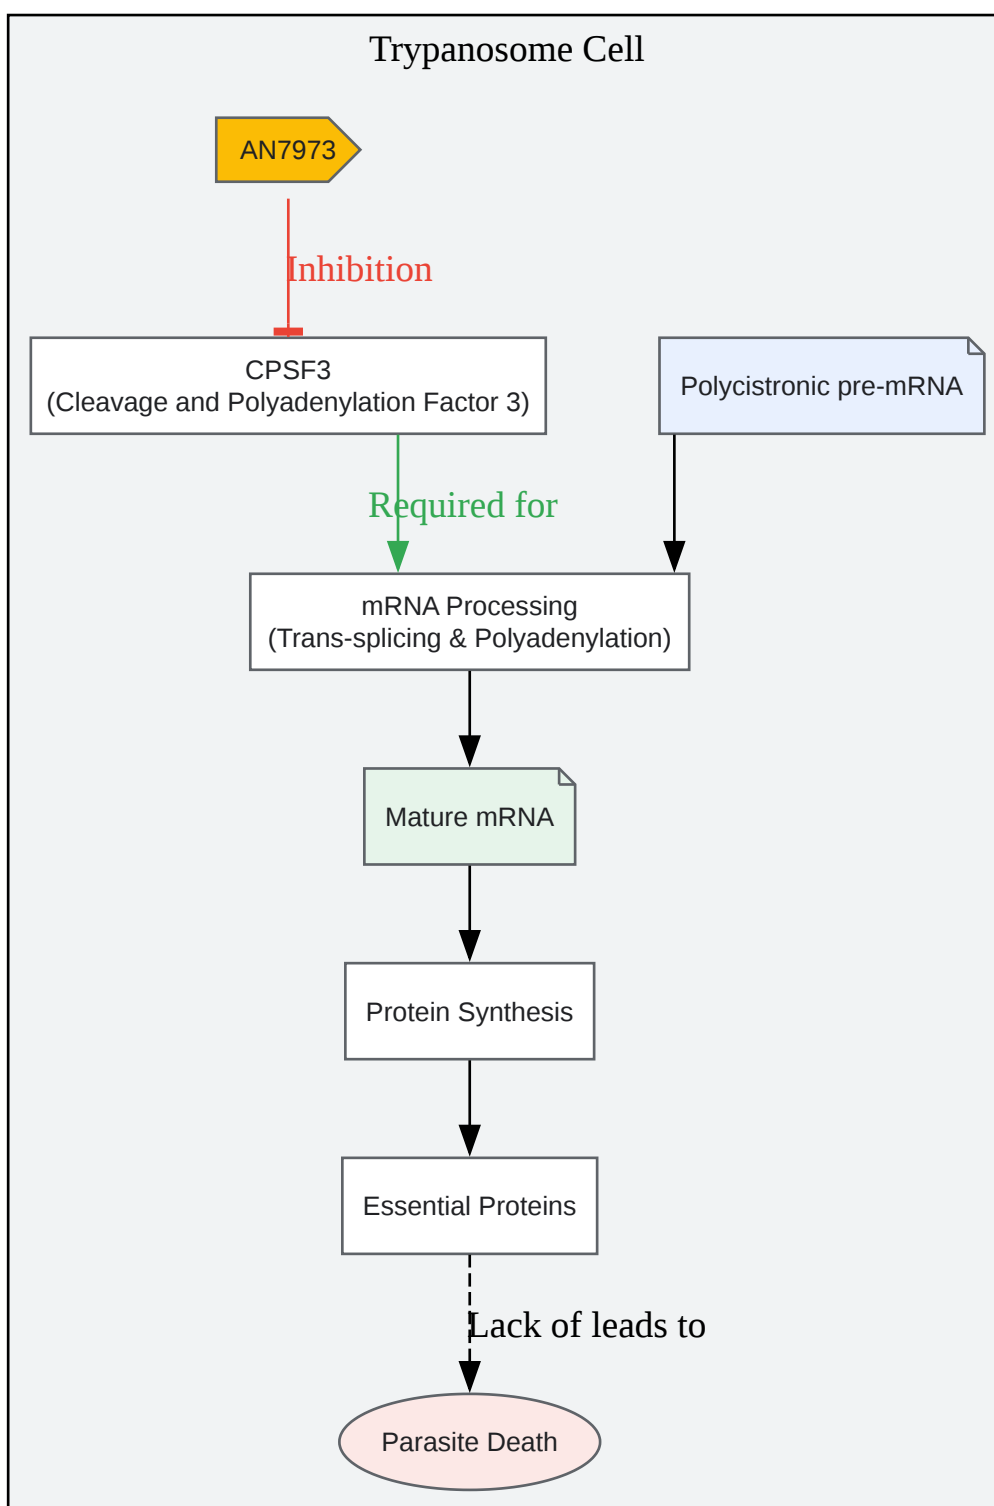 Trypanosome Cell
AN7973
Inhibition
CPSF3
(Cleavage and Polyadenylation Factor 3)
Polycistronic pre-mRNA
Required for
mRNA Processing
(Trans-splicing & Polyadenylation)
Mature mRNA
Protein Synthesis
Essential Proteins
Lack of leads to
Parasite Death